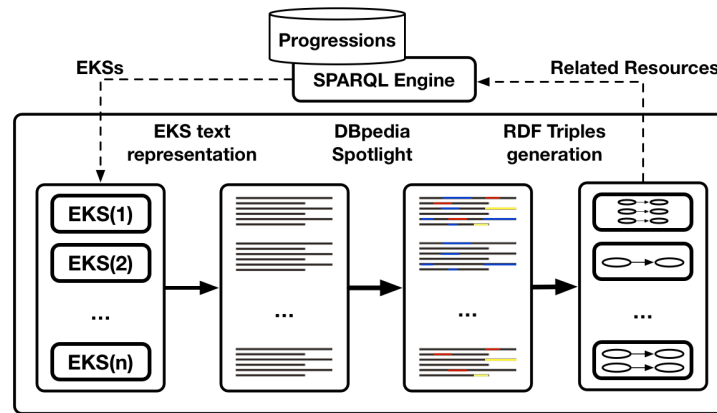 Progressions
EKSs
SPARQL Engine
Related Resources
EKS text
representation
DBpedia
Spotlight
RDF Triples
generation
EKS(1)
EKS(2)
...
EKS(n)
...
...
...